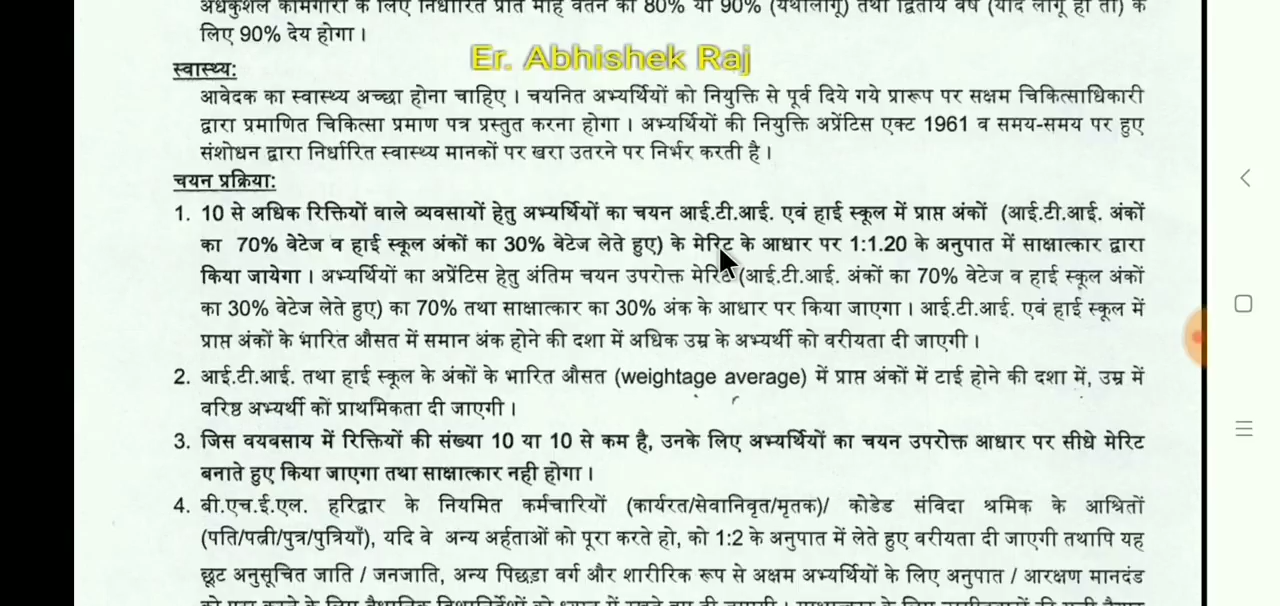 अर्धकुशल कामगारों के लिए निर्धारित प्रति माह वेतन का 80% या 90% (यथालागू) तथा द्वितीय वर्ष (यदि लागू हो तो) के
लिए 90% देय होगा।
Er. Abhishek Raj
स्वास्थ्य:
आवेदक का स्वास्थ्य अच्छा होना चाहिए। चयनित अभ्यर्थियों को नियुक्ति से पूर्व दिये गये प्रारूप पर सक्षम चिकित्साधिकारी
द्वारा प्रमाणित चिकित्सा प्रमाण पत्र प्रस्तुत करना होगा। अभ्यर्थियों की नियुक्ति अप्रेंटिस एक्ट 1961 व समय-समय पर हुए
संशोधन द्वारा निर्धारित स्वास्थ्य मानकों पर खरा उतरने पर निर्भर करती है।
चयन प्रक्रिया:
1. 10 से अधिक रिक्तियों वाले व्यवसायों हेतु अभ्यर्थियों का चयन आई.टी.आई. एवं हाई स्कूल में प्राप्त अंकों (आई.टी.आई. अंकों
का 70% वेटेज व हाई स्कूल अंकों का 30% वेटेज लेते हुए) के मेरिट के आधार पर 1:1.20 के अनुपात में साक्षात्कार द्वारा
किया जायेगा। अभ्यर्थियों का अप्रेंटिस हेतु अंतिम चयन उपरोक्त मेरिट (आई.टी.आई. अंकों का 70% वेटेज व हाई स्कूल अंकों
का 30% वेटेज लेते हुए) का 70% तथा साक्षात्कार का 30% अंक के आधार पर किया जाएगा। आई.टी.आई. एवं हाई स्कूल में
प्राप्त अंकों के भारित औसत में समान अंक होने की दशा में अधिक उम्र के अभ्यर्थी को वरीयता दी जाएगी।
2. आई.टी.आई. तथा हाई स्कूल के अंकों के भारित औसत (weightage average) में प्राप्त अंकों में टाई होने की दशा में, उम्र में
वरिष्ठ अभ्यर्थी कों प्राथमिकता दी जाएगी।
3. जिस वयवसाय में रिक्तियों की संख्या 10 या 10 से कम है, उनके लिए अभ्यर्थियों का चयन उपरोक्त आधार पर सीधे मेरिट
बनाते हुए किया जाएगा तथा साक्षात्कार नही होगा।
4. बी.एच.ई.एल. हरिद्वार के नियमित कर्मचारियों (कार्यरत/सेवानिवृत/मृतक)/ कोडेड संविदा श्रमिक के आश्रितों
(पति/पत्नी/पुत्र/पुत्रियाँ), यदि वे अन्य अर्हताओं को पूरा करते हो, को 1:2 के अनुपात में लेते हुए वरीयता दी जाएगी तथापि यह
छूट अनुसूचित जाति / जनजाति, अन्य पिछड़ा वर्ग और शारीरिक रूप से अक्षम अभ्यर्थियों के लिए अनुपात / आरक्षण मानदंड